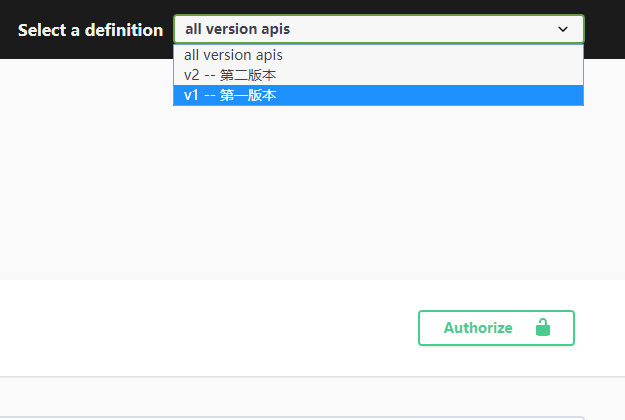 Select a definition all version apis
all version apis
v2 -- 第二版本
v1 -- 第一版本
Authorize